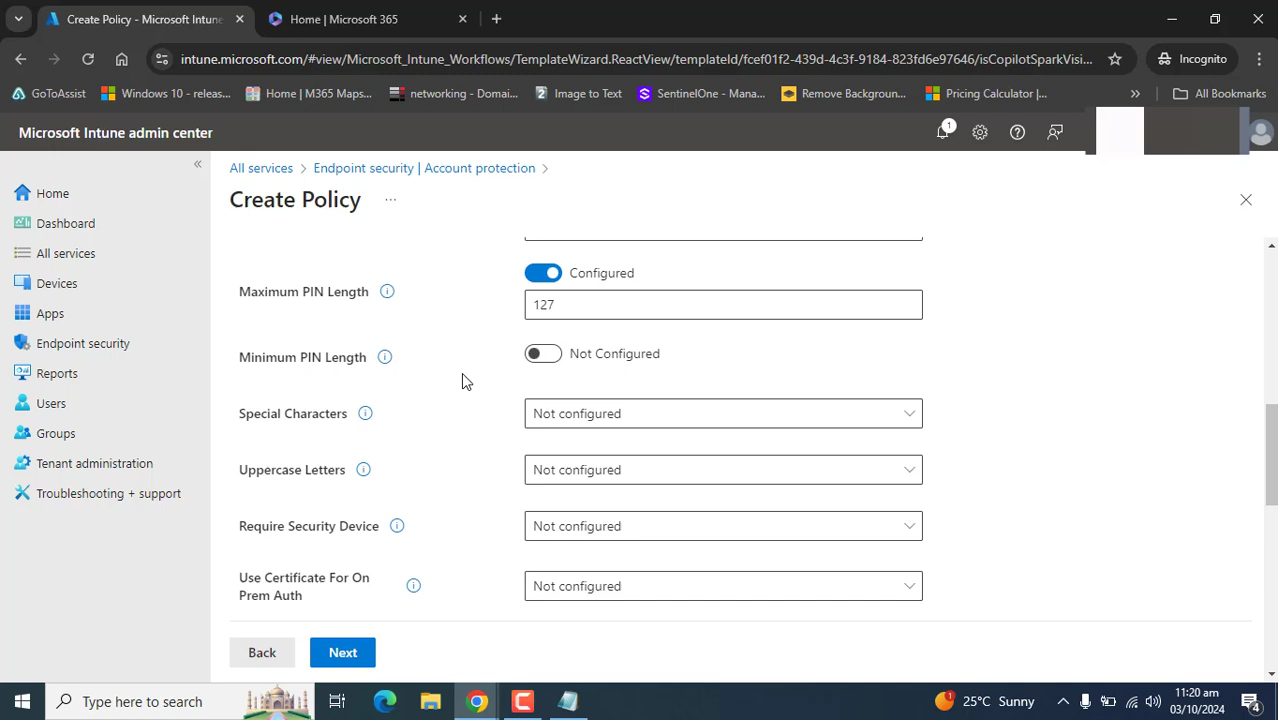 Create Policy - Microsoft Intune
Home | Microsoft 365
intune.microsoft.com/#view/Microsoft_Intune_Workflows/TemplateWizard.ReactView/templateId/fcef01f2-439d-4c3f-9184-823fd6e97646/isCopilotSparkVisi...
Incognito
GoToAssist
Windows 10 - releas...
Home | M365 Maps...
networking - Domai...
Image to Text
SentinelOne - Mana...
Remove Backgroun...
Pricing Calculator |...
»
All Bookmarks
Microsoft Intune admin center
1
«
Home
Dashboard
All services
Devices
Apps
Endpoint security
Reports
Users
Groups
Tenant administration
Troubleshooting + support
All services > Endpoint security | Account protection >
Create Policy ...
Configured
Maximum PIN Length
127
Minimum PIN Length
Not Configured
Special Characters
Not configured
Uppercase Letters
Not configured
Require Security Device
Not configured
Use Certificate For On
Prem Auth
Not configured
Back
Next
Type here to search
1
25°C Sunny
11:20 am
03/10/2024
4